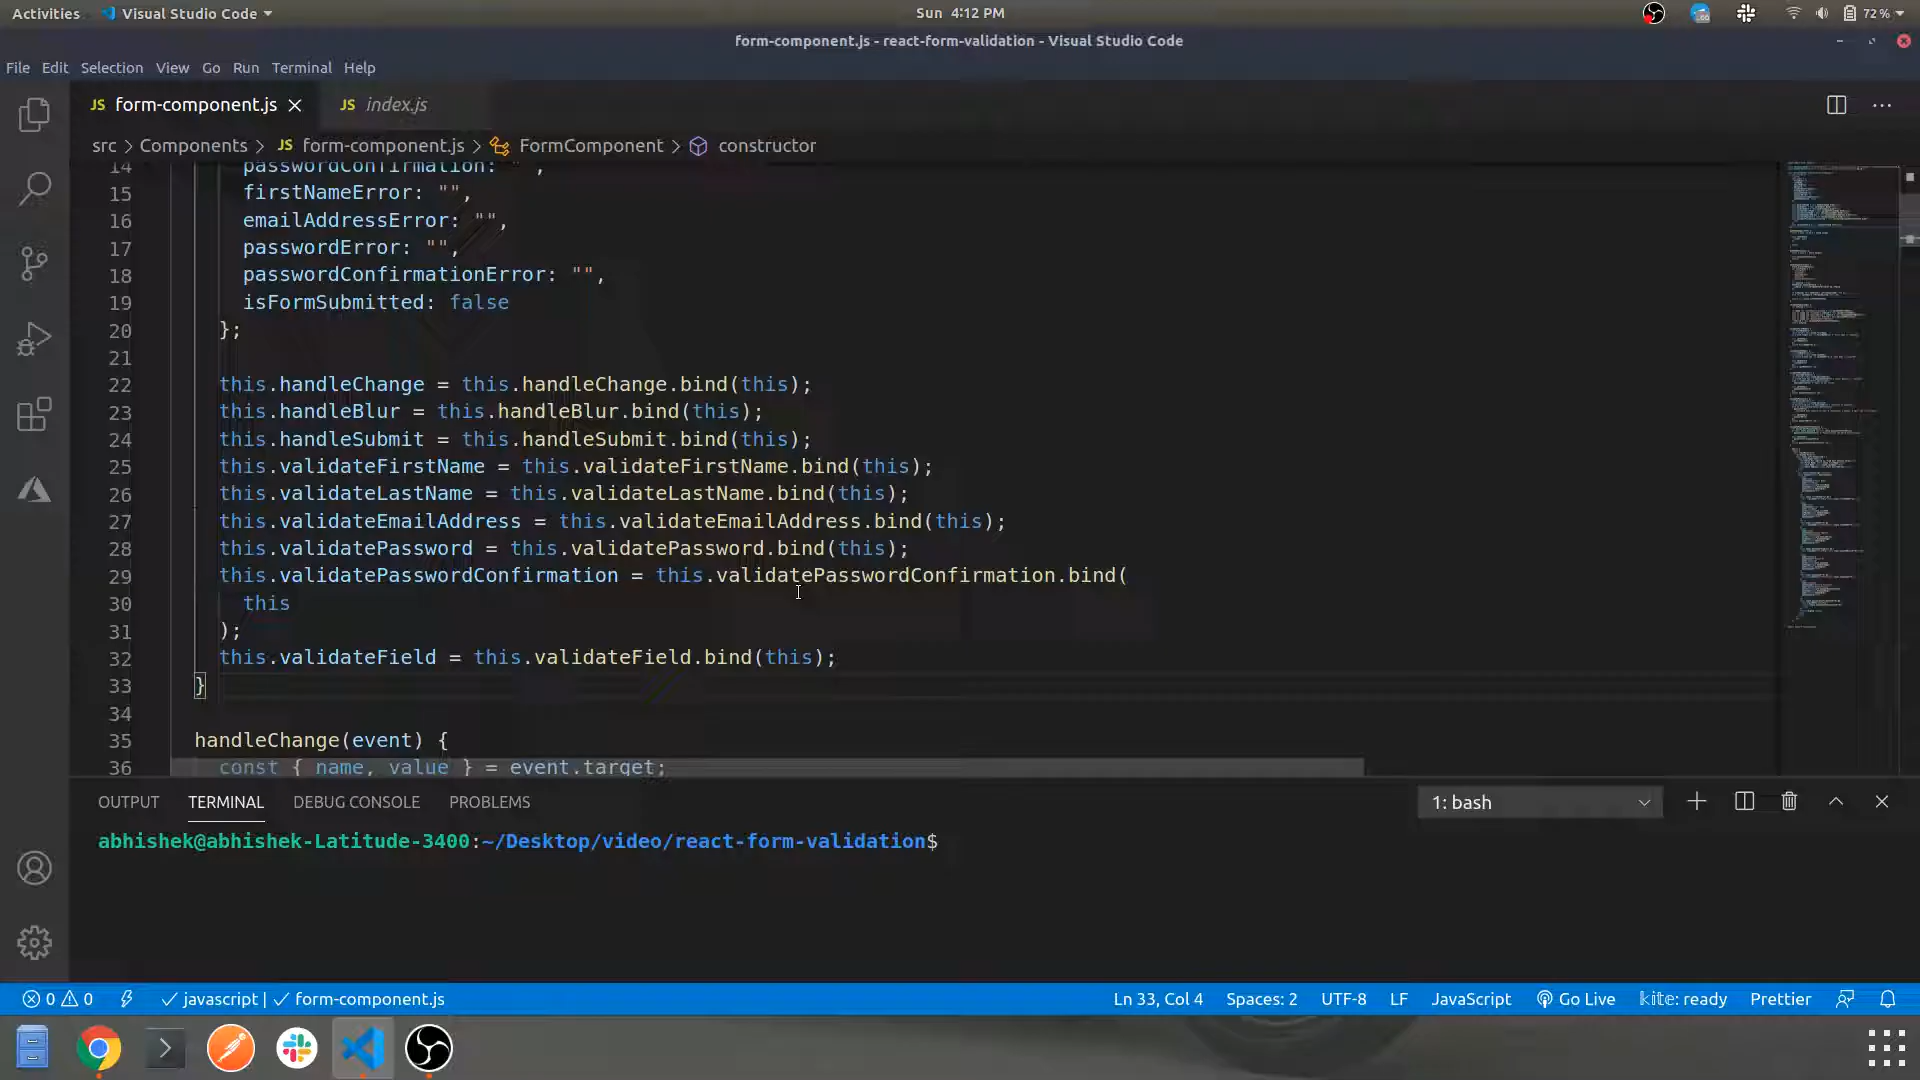 Activities Visual Studio Code Sun 4:12 PM 72 %
form-component.js - react-form-validation - Visual Studio Code
File Edit Selection View Go Run Terminal Help
JS form-component.js JS index.js
src > Components > JS form-component.js > FormComponent > constructor
14 passwordConfirmation: "",
15 firstNameError: "",
16 emailAddressError: "",
17 passwordError: "",
18 passwordConfirmationError: "",
19 isFormSubmitted: false
20 };
21
22 this.handleChange = this.handleChange.bind(this);
23 this.handleBlur = this.handleBlur.bind(this);
24 this.handleSubmit = this.handleSubmit.bind(this);
25 this.validateFirstName = this.validateFirstName.bind(this);
26 this.validateLastName = this.validateLastName.bind(this);
27 this.validateEmailAddress = this.validateEmailAddress.bind(this);
28 this.validatePassword = this.validatePassword.bind(this);
29 this.validatePasswordConfirmation = this.validatePasswordConfirmation.bind(
30 this
31 );
32 this.validateField = this.validateField.bind(this);
33 }
34
35 handleChange(event) {
36 const { name, value } = event.target;
OUTPUT TERMINAL DEBUG CONSOLE PROBLEMS 1: bash
abhishek@abhishek-Latitude-3400:~/Desktop/video/react-form-validation$
0 0 javascript | form-component.js Ln 33, Col 4 Spaces: 2 UTF-8 LF JavaScript Go Live kite: ready Prettier